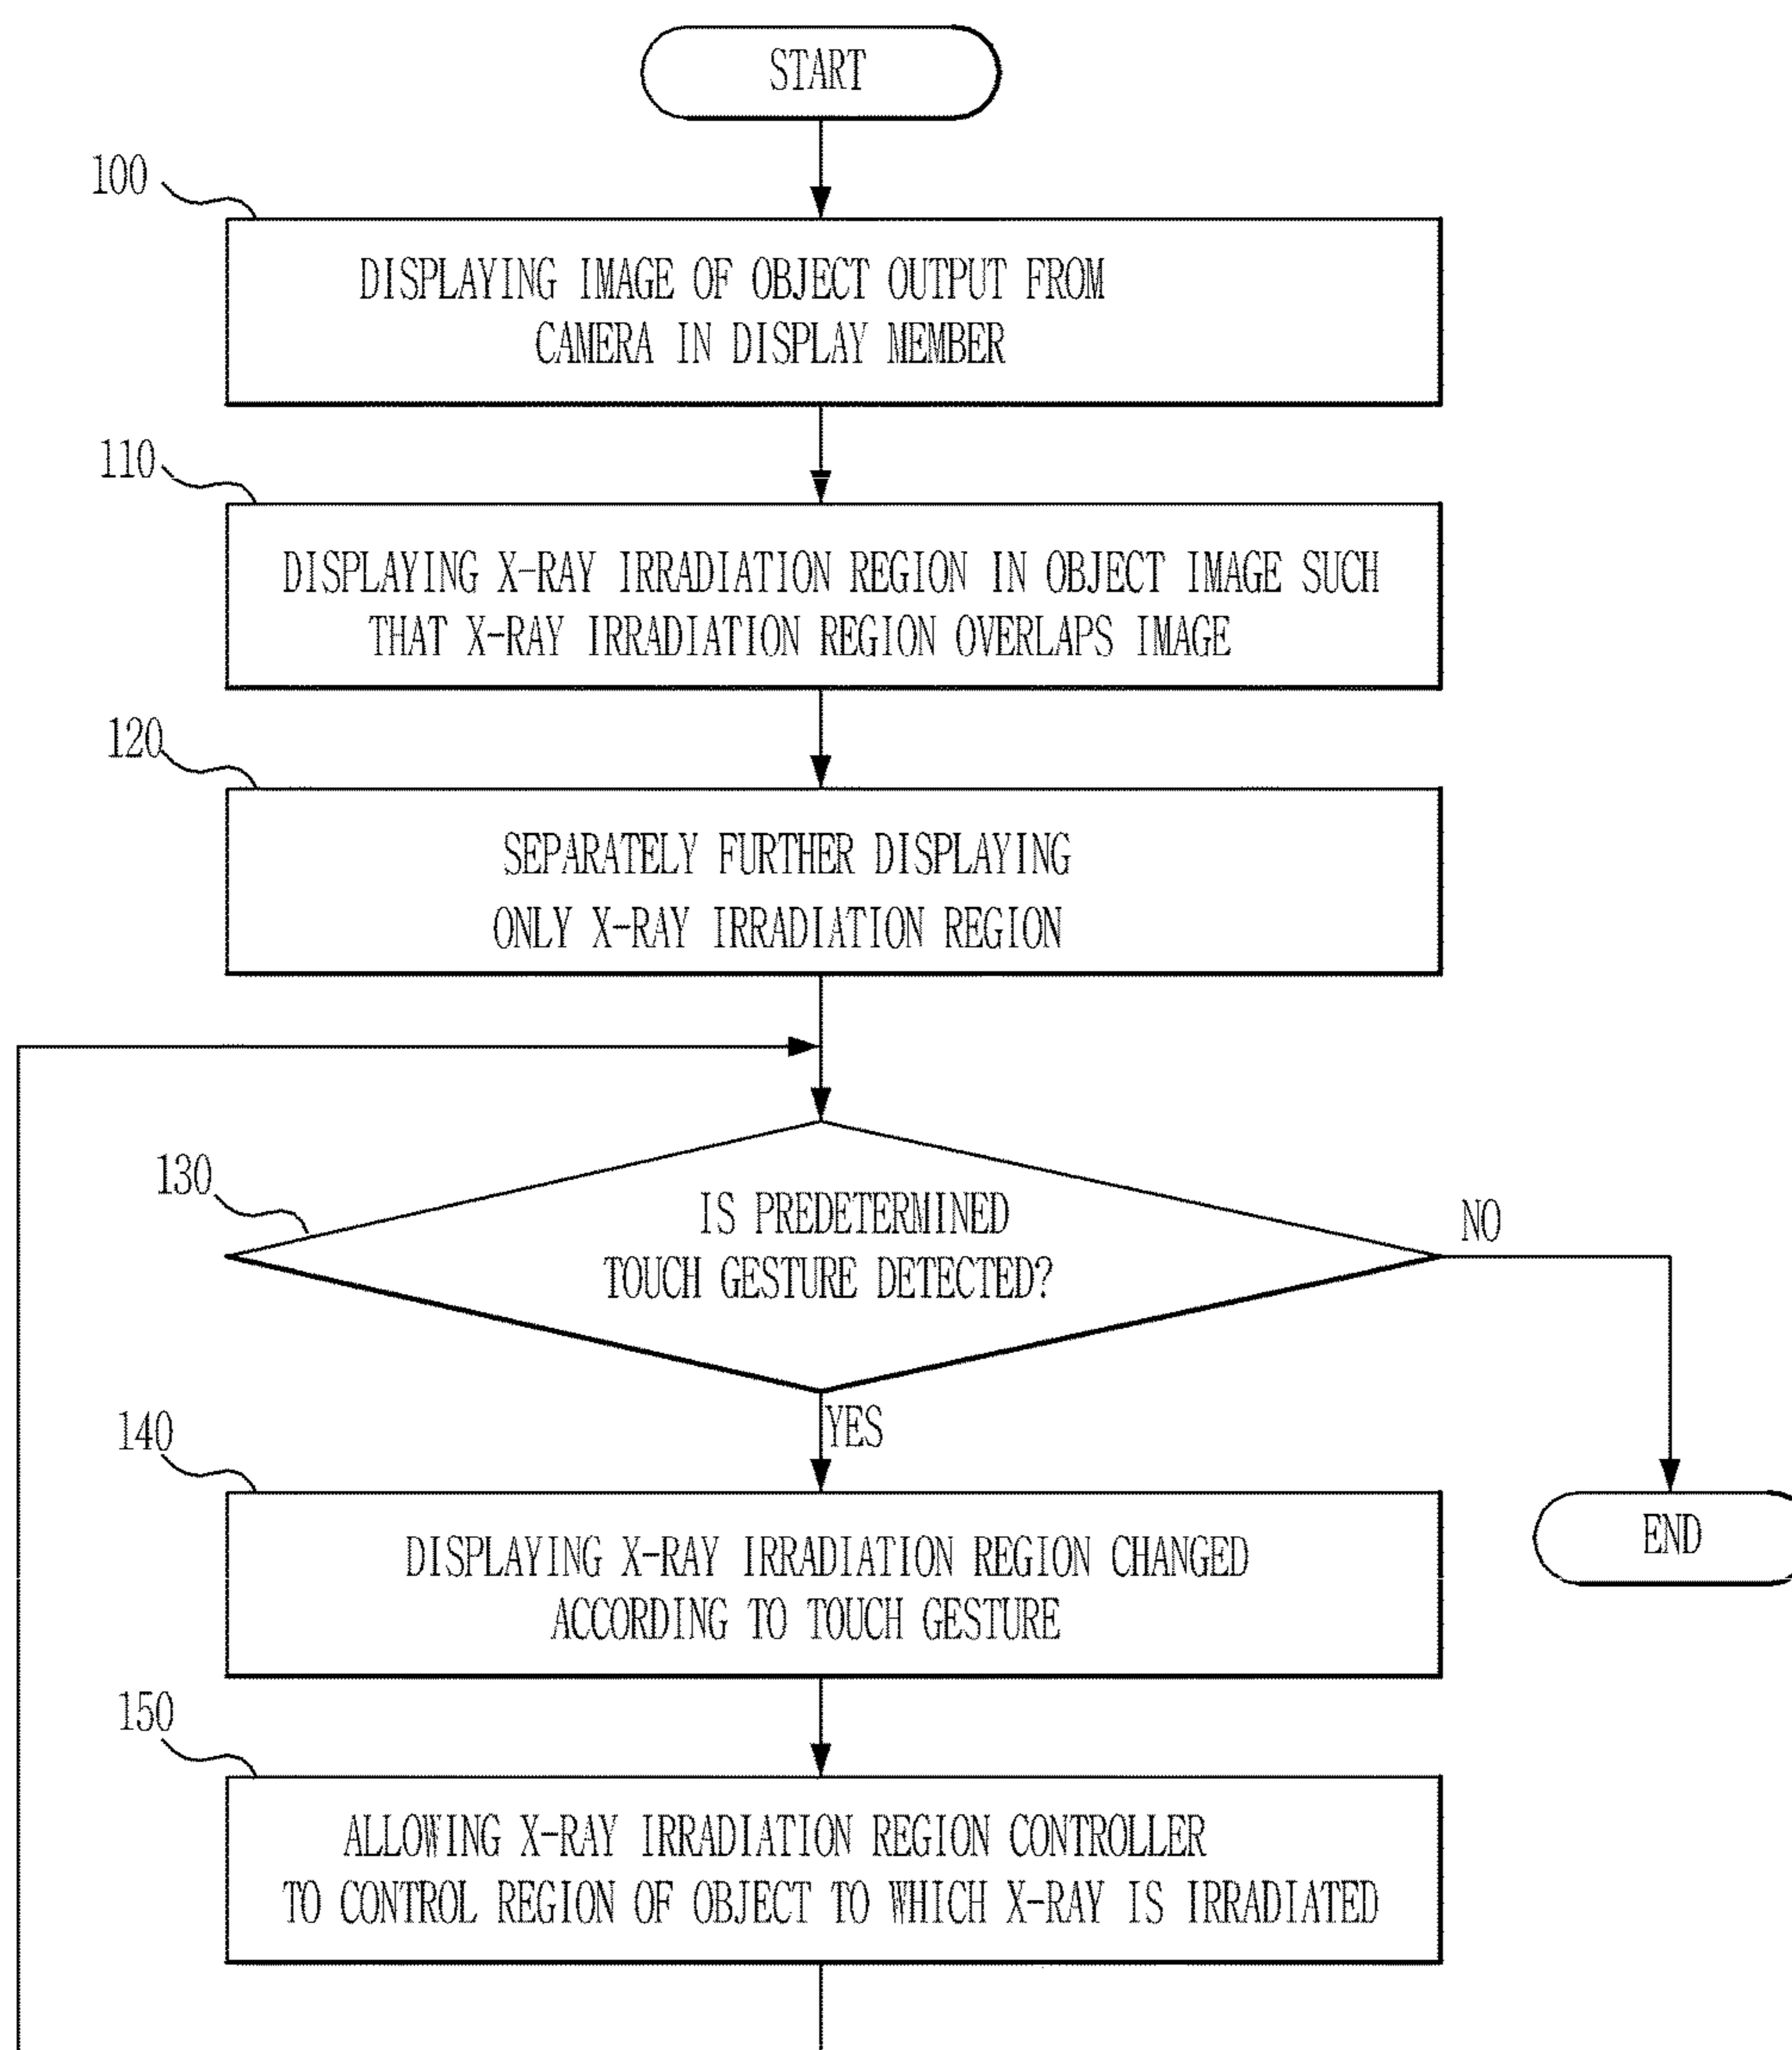 START
100
DISPLAYING IMAGE OF OBJECT OUTPUT FROM
CAMERA IN DISPLAY MEMBER
110
DISPLAYING X-RAY IRRADIATION REGION IN OBJECT IMAGE SUCH
THAT X-RAY IRRADIATION REGION OVERLAPS IMAGE
120
SEPARATELY FURTHER DISPLAYING
ONLY X-RAY IRRADIATION REGION
130
IS PREDETERMINED
TOUCH GESTURE DETECTED?
NO
YES
140
DISPLAYING X-RAY IRRADIATION REGION CHANGED
ACCORDING TO TOUCH GESTURE
END
150
ALLOWING X-RAY IRRADIATION REGION CONTROLLER
TO CONTROL REGION OF OBJECT TO WHICH X-RAY IS IRRADIATED